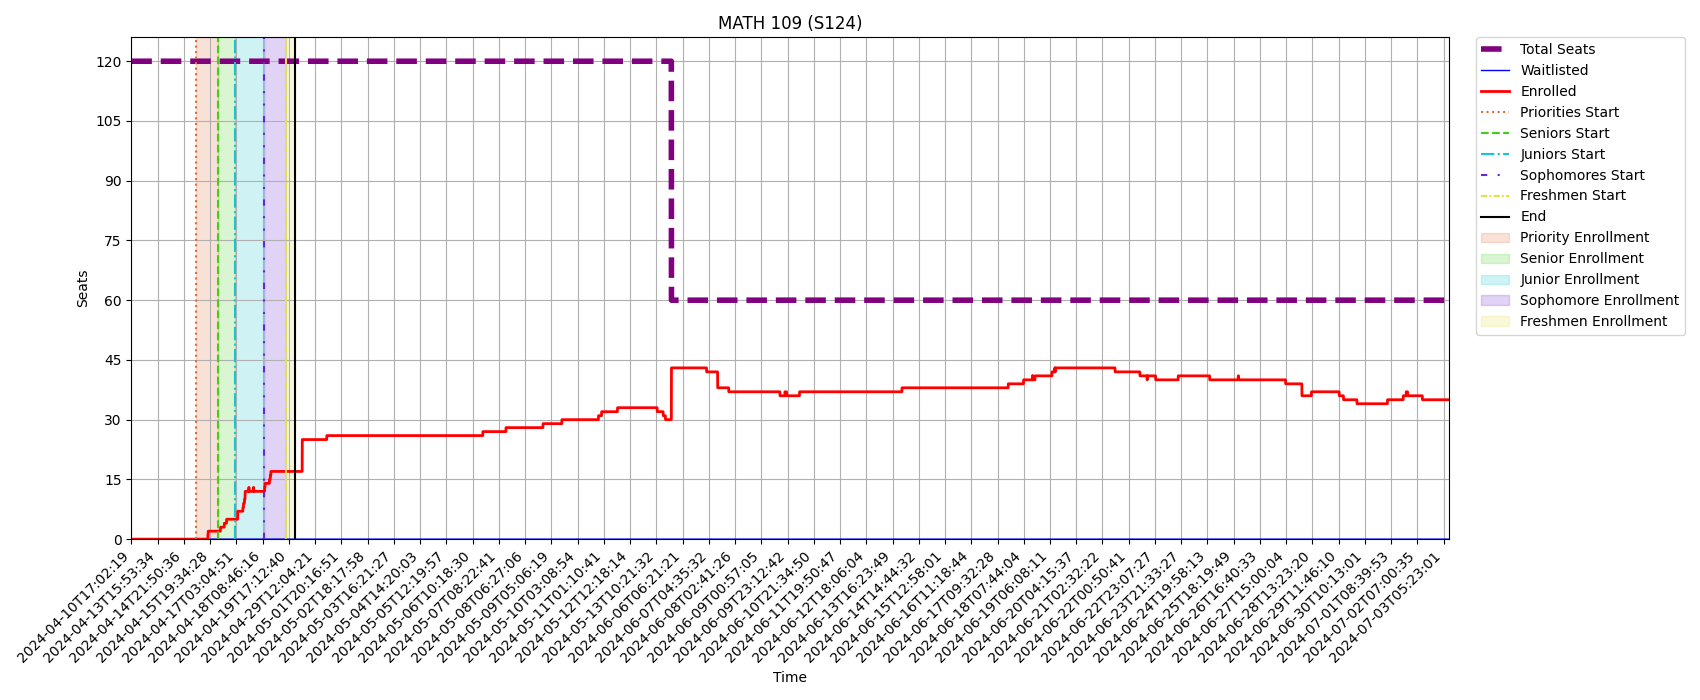 MATH 109 (S124)
120
105
90
75
60
45
30
15
0
Seats
2024-04-10T17:02:19
2024-04-13T15:53:34
2024-04-14T21:50:36
2024-04-15T19:34:28
2024-04-17T03:04:51
2024-04-18T08:46:16
2024-04-19T17:12:40
2024-04-29T12:04:21
2024-05-01T20:16:51
2024-05-02T18:17:58
2024-05-03T16:21:27
2024-05-04T14:20:03
2024-05-05T12:19:57
2024-05-06T10:18:30
2024-05-07T08:22:41
2024-05-08T06:27:06
2024-05-09T05:06:19
2024-05-10T03:08:54
2024-05-11T01:10:41
2024-05-12T12:18:14
2024-05-13T10:21:32
2024-06-06T06:21:21
2024-06-07T04:35:32
2024-06-08T02:41:26
2024-06-09T00:57:05
2024-06-09T23:12:42
2024-06-10T21:34:50
2024-06-11T19:50:47
2024-06-12T18:06:04
2024-06-13T16:23:49
2024-06-14T14:44:32
2024-06-15T12:58:01
2024-06-16T11:18:44
2024-06-17T09:32:28
2024-06-18T07:44:04
2024-06-19T06:08:11
2024-06-20T04:15:37
2024-06-21T02:32:22
2024-06-22T00:50:41
2024-06-22T23:07:27
2024-06-23T21:33:27
2024-06-24T19:58:13
2024-06-25T18:19:49
2024-06-26T16:40:33
2024-06-27T15:00:04
2024-06-28T13:23:20
2024-06-29T11:46:10
2024-06-30T10:13:01
2024-07-01T08:39:53
2024-07-02T07:00:35
2024-07-03T05:23:01
Time
Total Seats
Waitlisted
Enrolled
Priorities Start
Seniors Start
Juniors Start
Sophomores Start
Freshmen Start
End
Priority Enrollment
Senior Enrollment
Junior Enrollment
Sophomore Enrollment
Freshmen Enrollment